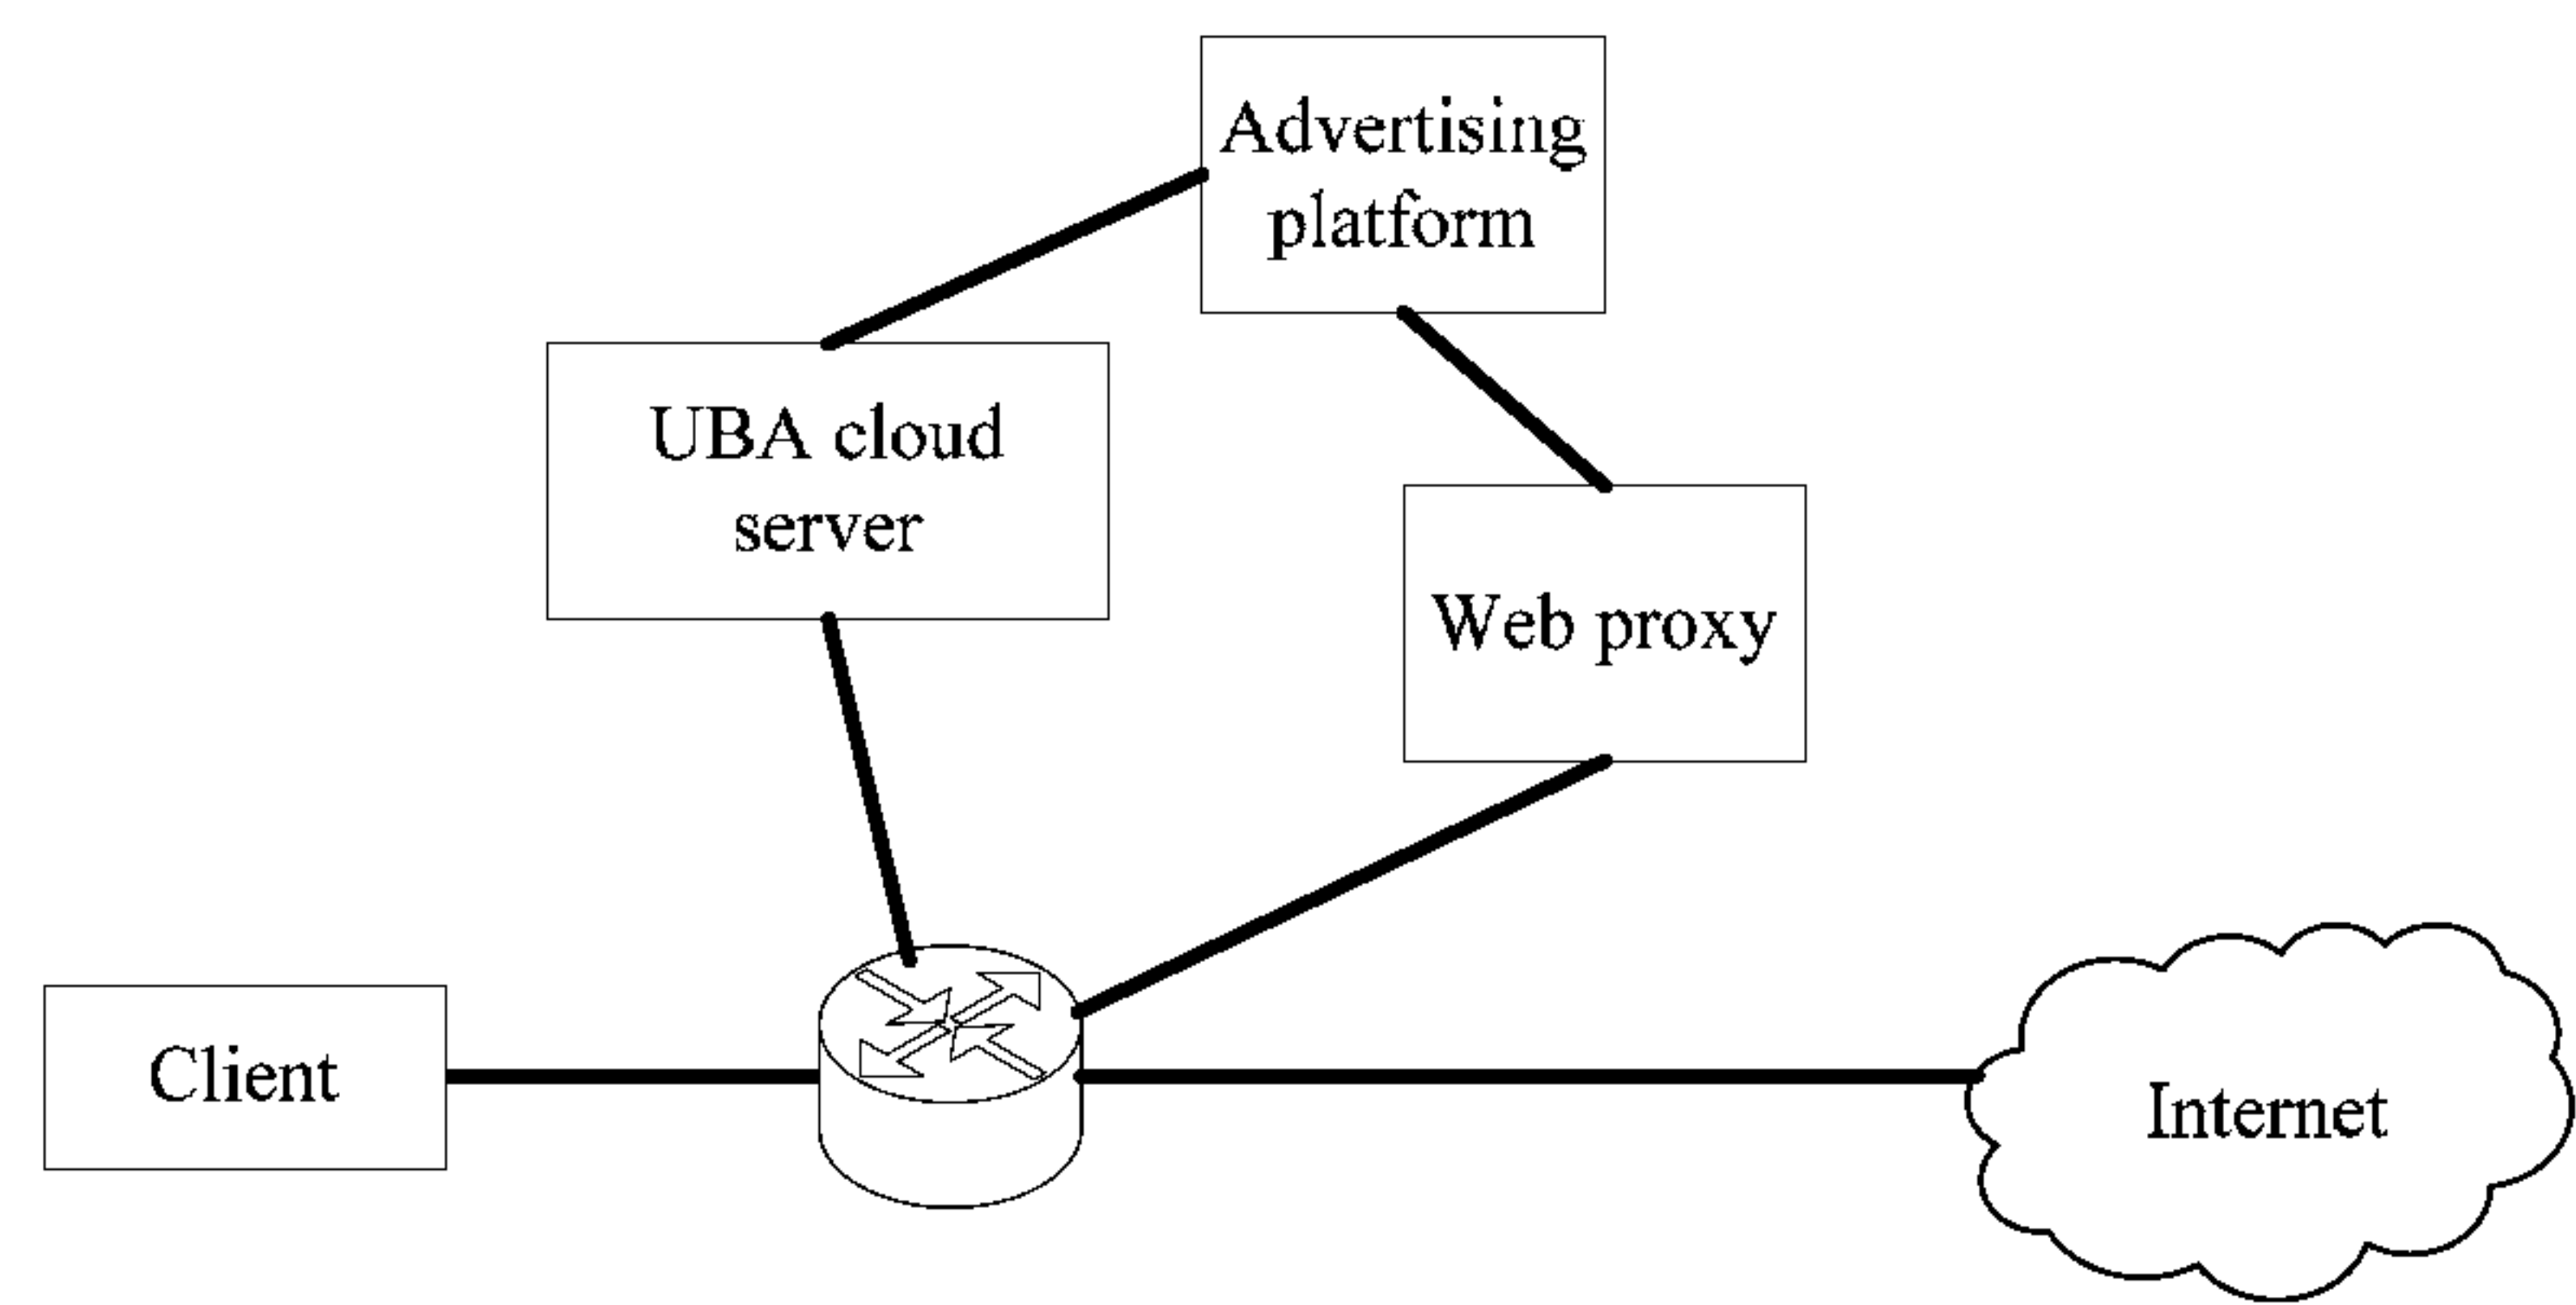 Advertising
platform
UBA cloud
server
Web proxy
Client
Internet